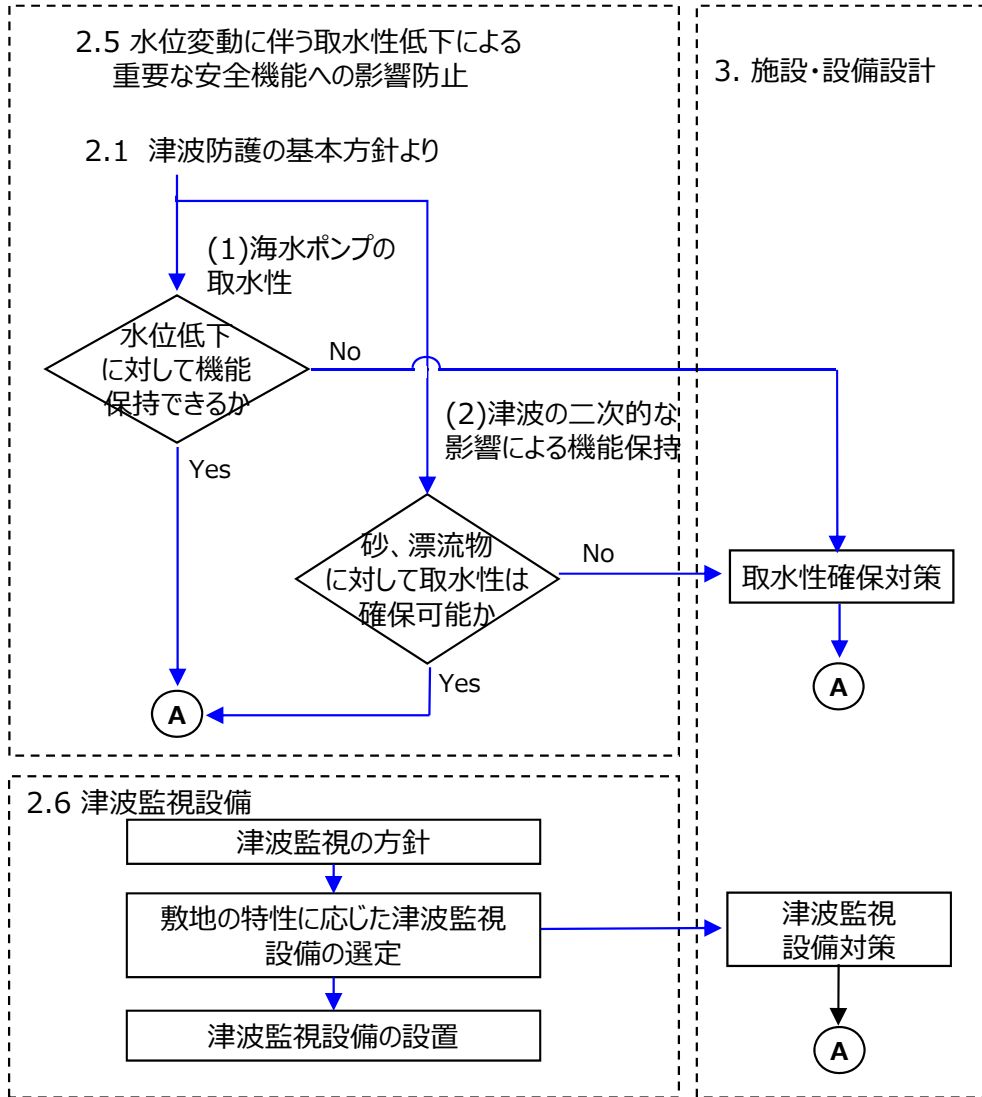 2.5 水位変動に伴う取水性低下による
重要な安全機能への影響防止
3. 施設・設備設計
2.1 津波防護の基本方針より
(1)海水ポンプの
取水性
水位低下
に対して機能
保持できるか
No
Yes
(2)津波の二次的な
影響による機能保持
砂、漂流物
に対して取水性は
確保可能か
No
Yes
取水性確保対策
A
A
2.6 津波監視設備
津波監視の方針
敷地の特性に応じた津波監視
設備の選定
津波監視設備の設置
津波監視
設備対策
A